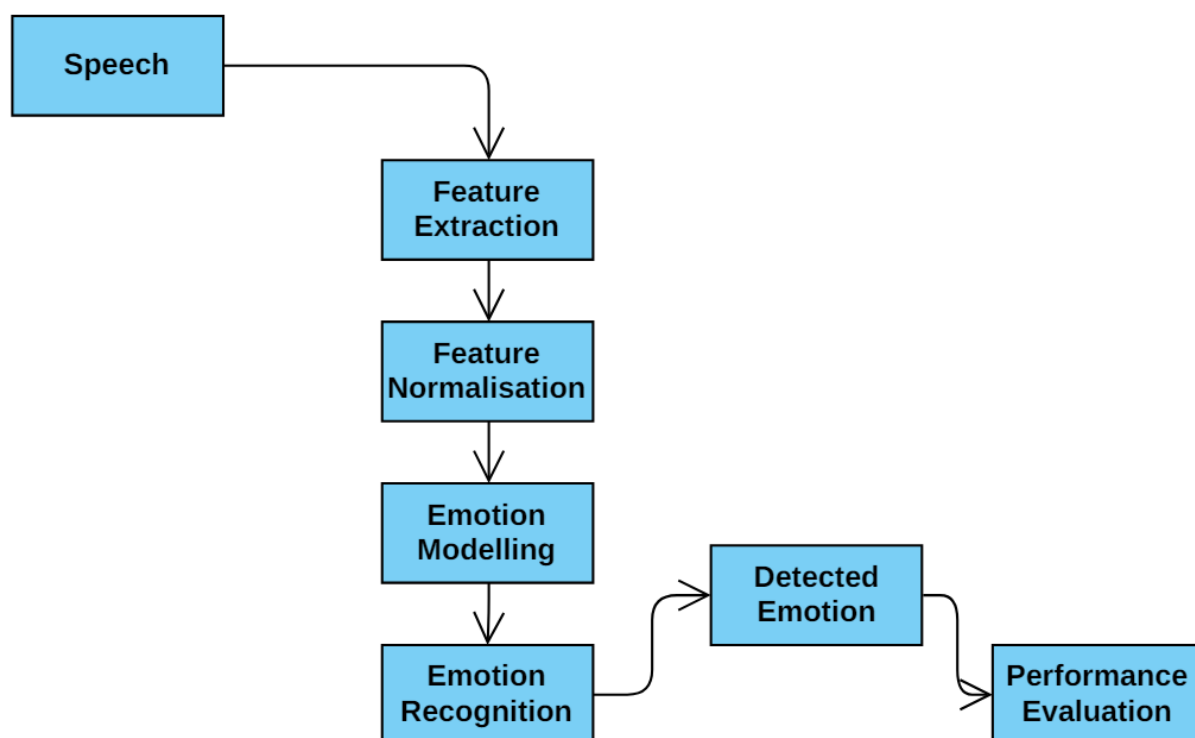 Speech
Feature
Extraction
Feature
Normalisation
Emotion
Modelling
Emotion
Recognition
Detected
Emotion
Performance
Evaluation